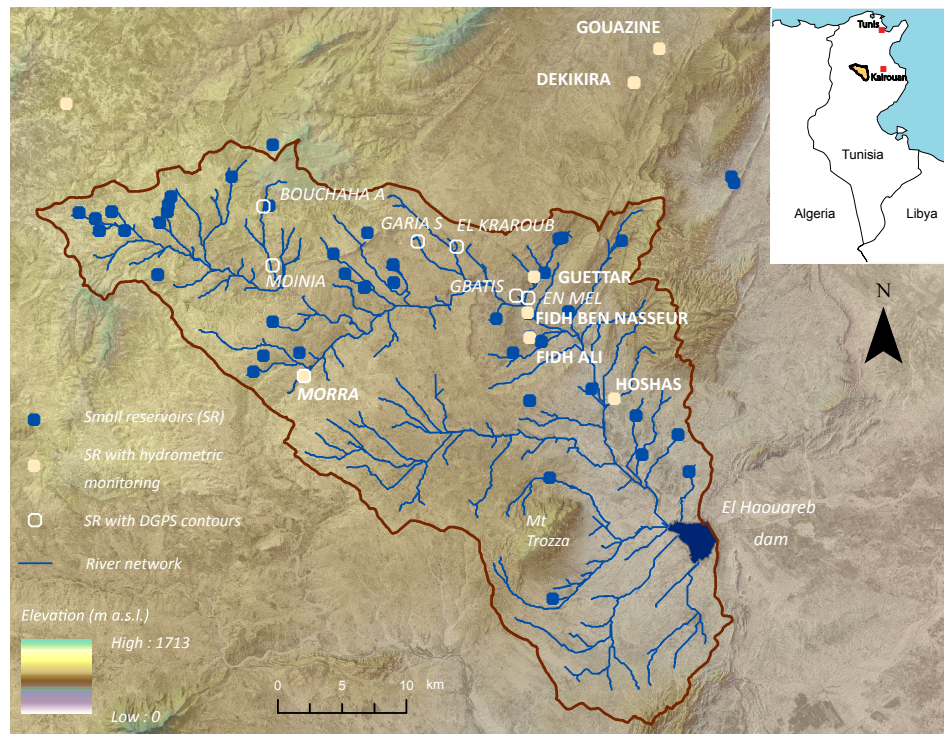 GOUAZINE
DEKIKIRA
Tunis
Kairouan
Tunisia
Algeria
Libya
BOUCHAHA A
GARIA S
EL KRAROUB
MDINIA
GBATIS
GUETTAR
EN MEL
FIDH BEN NASSEUR
FIDH ALI
MORRA
HOSHAS
N
Small reservoirs (SR)
SR with hydrometric
monitoring
SR with DGPS contours
River network
Mt
Trozza
El Haouareb
dam
Elevation (m a.s.l.)
High : 1713
Low : 0
0 5 10 km